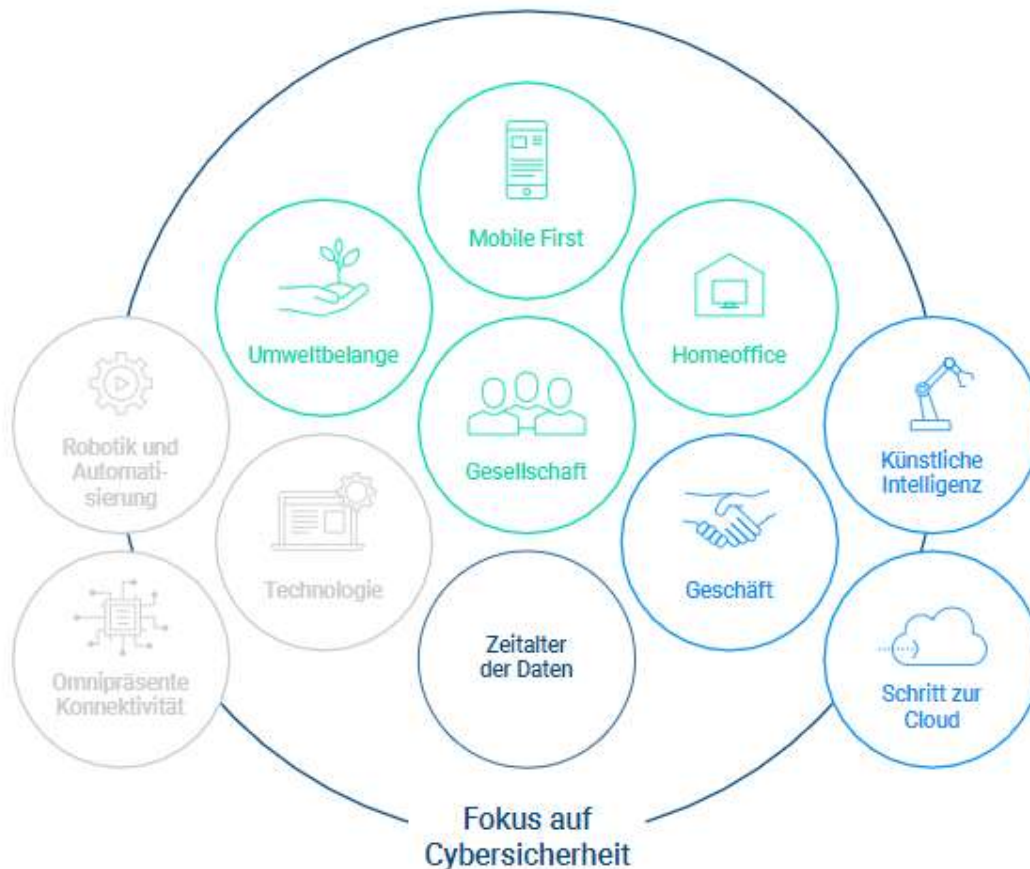 Mobile First
Umweltbelange
Homeoffice
Robotik und
Automati-
sierung
Gesellschaft
Künstliche
Intelligenz
Technologie
Geschäft
Zeitalter
der Daten
Omnipräsente
Konnektivität
Schritt zur
Cloud
Fokus auf
Cybersicherheit